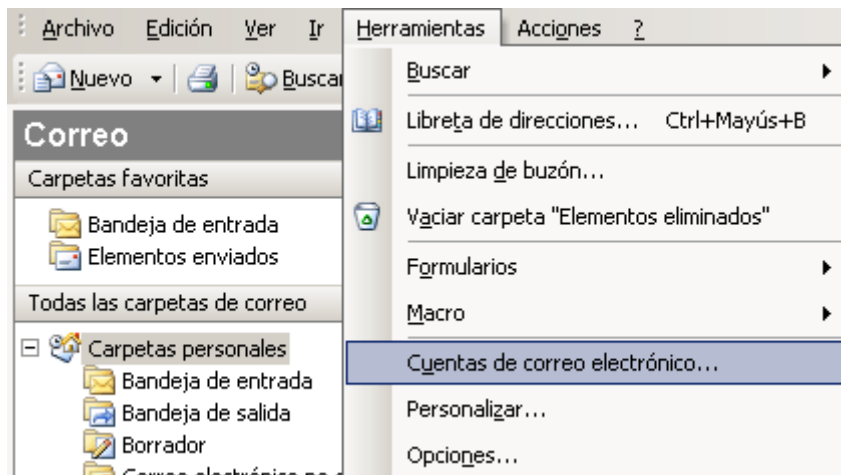 Archivo Edición Ver Ir Herramientas Acciones ?
Nuevo Buscar
Correo
Carpetas favoritas
Bandeja de entrada
Elementos enviados
Todas las carpetas de correo
Carpetas personales
Bandeja de entrada
Bandeja de salida
Borrador
Correo electrónico
Buscar
Libreta de direcciones... Ctrl+Mayús+B
Limpieza de buzón...
Vaciar carpeta "Elementos eliminados"
Formularios
Macro
Cuentas de correo electrónico...
Personalizar...
Opciones...